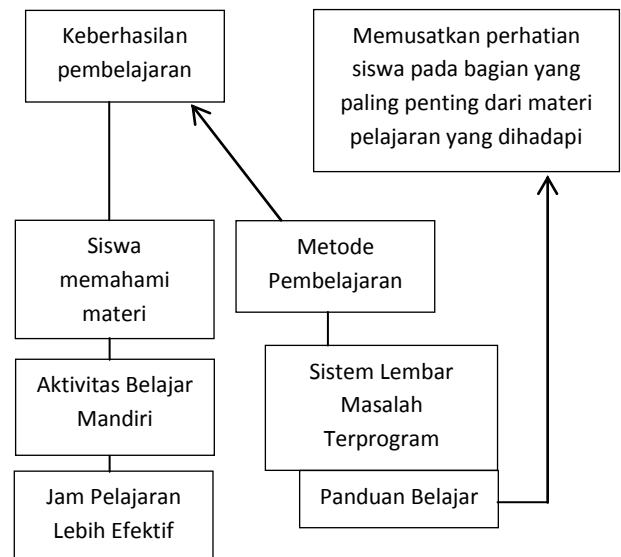 Keberhasilan
pembelajaran
Memusatkan perhatian
siswa pada bagian yang
paling penting dari materi
pelajaran yang dihadapi
Siswa
memahami
materi
Metode
Pembelajaran
Aktivitas Belajar
Mandiri
Sistem Lembar
Masalah
Terprogram
Jam Pelajaran
Lebih Efektif
Panduan Belajar